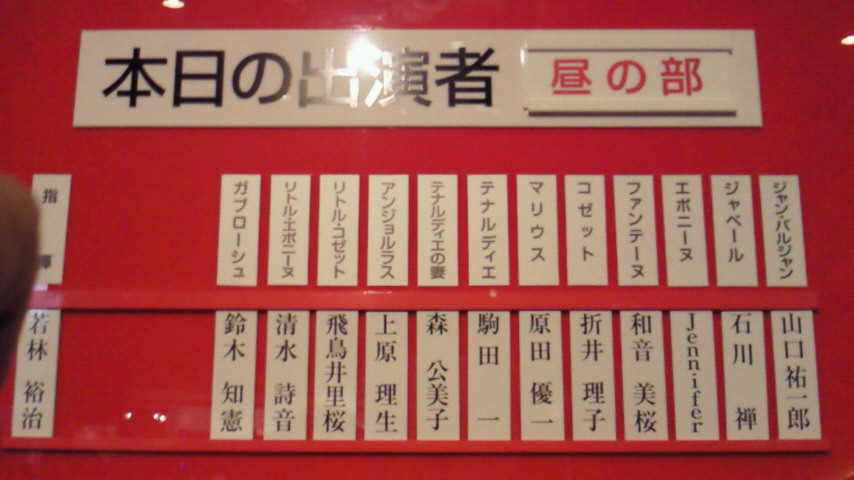 本日の出演者
昼の部
ジャン・バルジャン
山口祐一郎
ジャベール
石川 禅
エポニーヌ
Jennifer
ファンテーヌ
和音 美桜
コゼット
折井 理子
マリウス
原田 優一
テナルディエ
駒田 一
テナルディエの妻
森 公美子
アンジョルラス
上原 理生
リトル・コゼット
飛鳥井里桜
リトル・エポニーヌ
清水 詩音
ガブローシュ
鈴木 知憲
指 揮
若林 裕治